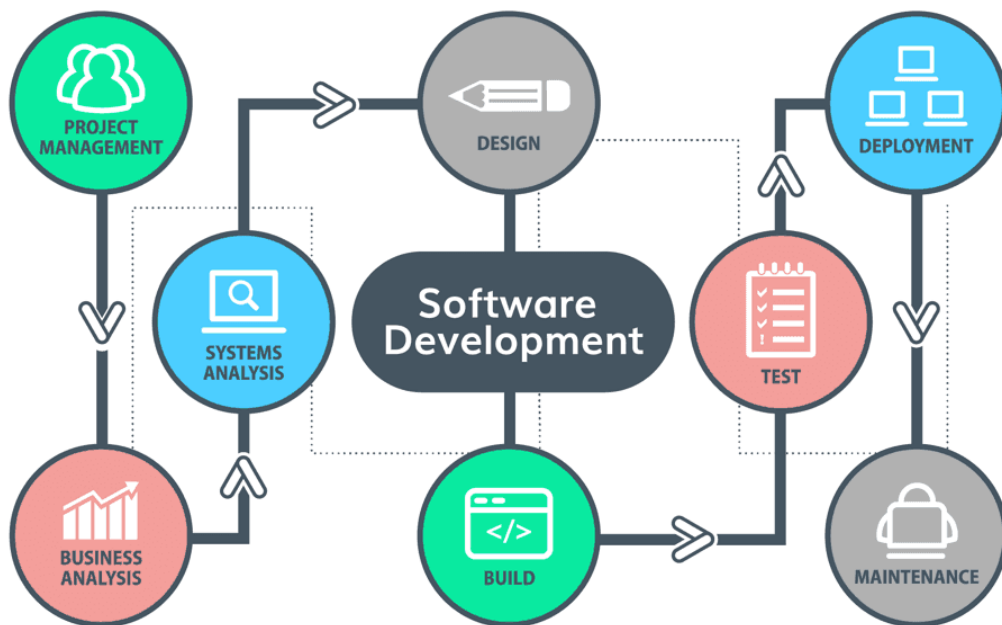 PROJECT
MANAGEMENT
BUSINESS
ANALYSIS
SYSTEMS
ANALYSIS
DESIGN
Software
Development
</>
BUILD
TEST
DEPLOYMENT
MAINTENANCE